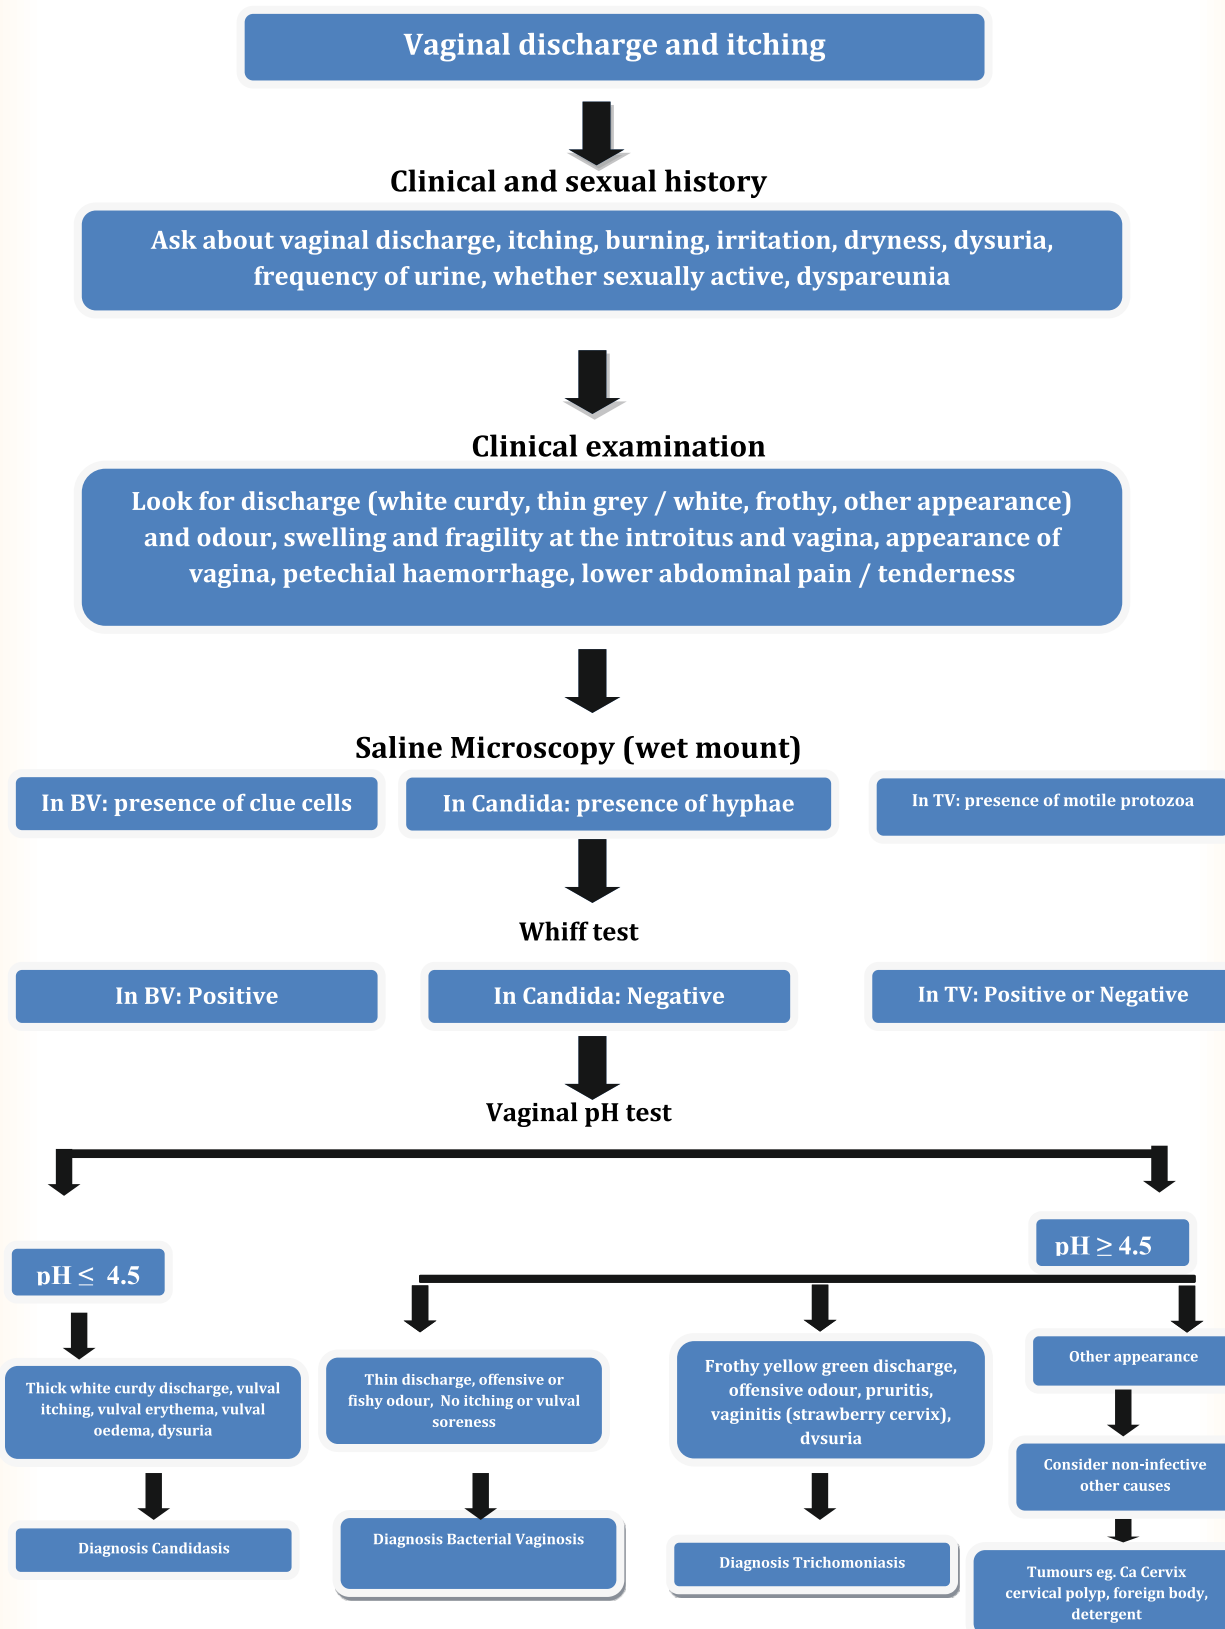 Vaginal discharge and itching
Clinical and sexual history
Ask about vaginal discharge, itching, burning, irritation, dryness, dysuria,
frequency of urine, whether sexually active, dyspareunia
Clinical examination
Look for discharge (white curdy, thin grey / white, frothy, other appearance)
and odour, swelling and fragility at the introitus and vagina, appearance of
vagina, petechial haemorrhage, lower abdominal pain / tenderness
Saline Microscopy (wet mount)
In BV: presence of clue cells
In Candida: presence of hyphae
In TV: presence of motile protozoa
Whiff test
In BV: Positive
In Candida: Negative
In TV: Positive or Negative
Vaginal pH test
pH ≤ 4.5
pH ≥ 4.5
Thick white curdy discharge, vulval
itching, vulval erythema, vulval
oedema, dysuria
Diagnosis Candidasis
Thin discharge, offensive or
fishy odour, No itching or vulval
soreness
Diagnosis Bacterial Vaginosis
Frothy yellow green discharge,
offensive odour, pruritis,
vaginitis (strawberry cervix),
dysuria
Diagnosis Trichomoniasis
Other appearance
Consider non-infective
other causes
Tumours eg. Ca Cervix
cervical polyp, foreign body,
detergent